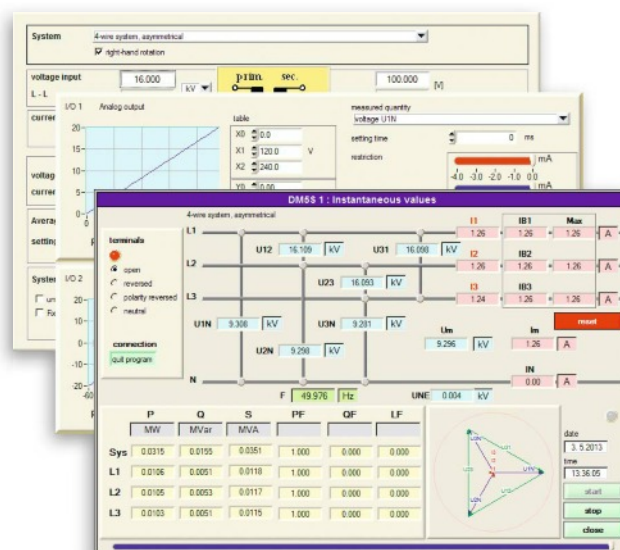 System 4-wire system, asymmetrical
right-hand rotation
voltage input 16.000 kV prim. sec. 100.000 [V]
L - L
I/O 1 Analog output
measured quantity
voltage U1N
table
X0 0.0
X1 120.0 V
X2 240.0
setting time 0 ms
restriction
mA
-4.0 -3.0 -2.0 -1.0 0.0
mA
20
15
10
5
0
I/O 2
DM5S 1 : Instantaneous values
4-wire system, asymmetrical
terminals
open
reversed
polarity reversed
neutral
connection
quit program
L1
L2
L3
N
U12 16.109 kV
U31 16.098 kV
U23 16.093 kV
U1N 9.308 kV
U3N 9.281 kV
U2N 9.298 kV
I1 IB1 Max
1.26 1.26 1.26 A
I2 IB2
1.26 1.26 1.26 A
I3 IB3
1.24 1.26 1.26 A
reset
Um Im
9.296 kV 1.26 A
IN
0.00 A
F 49.976 Hz
UNE 0.004 kV
P Q S PF QF LF
MW MVar MVA
Sys 0.0315 0.0155 0.0351 1.000 0.000 0.000
L1 0.0106 0.0051 0.0118 1.000 0.000 0.000
L2 0.0105 0.0053 0.0117 1.000 0.000 0.000
L3 0.0103 0.0051 0.0115 1.000 0.000 0.000
date
3. 5.2013
time
13:36:05
start
stop
close